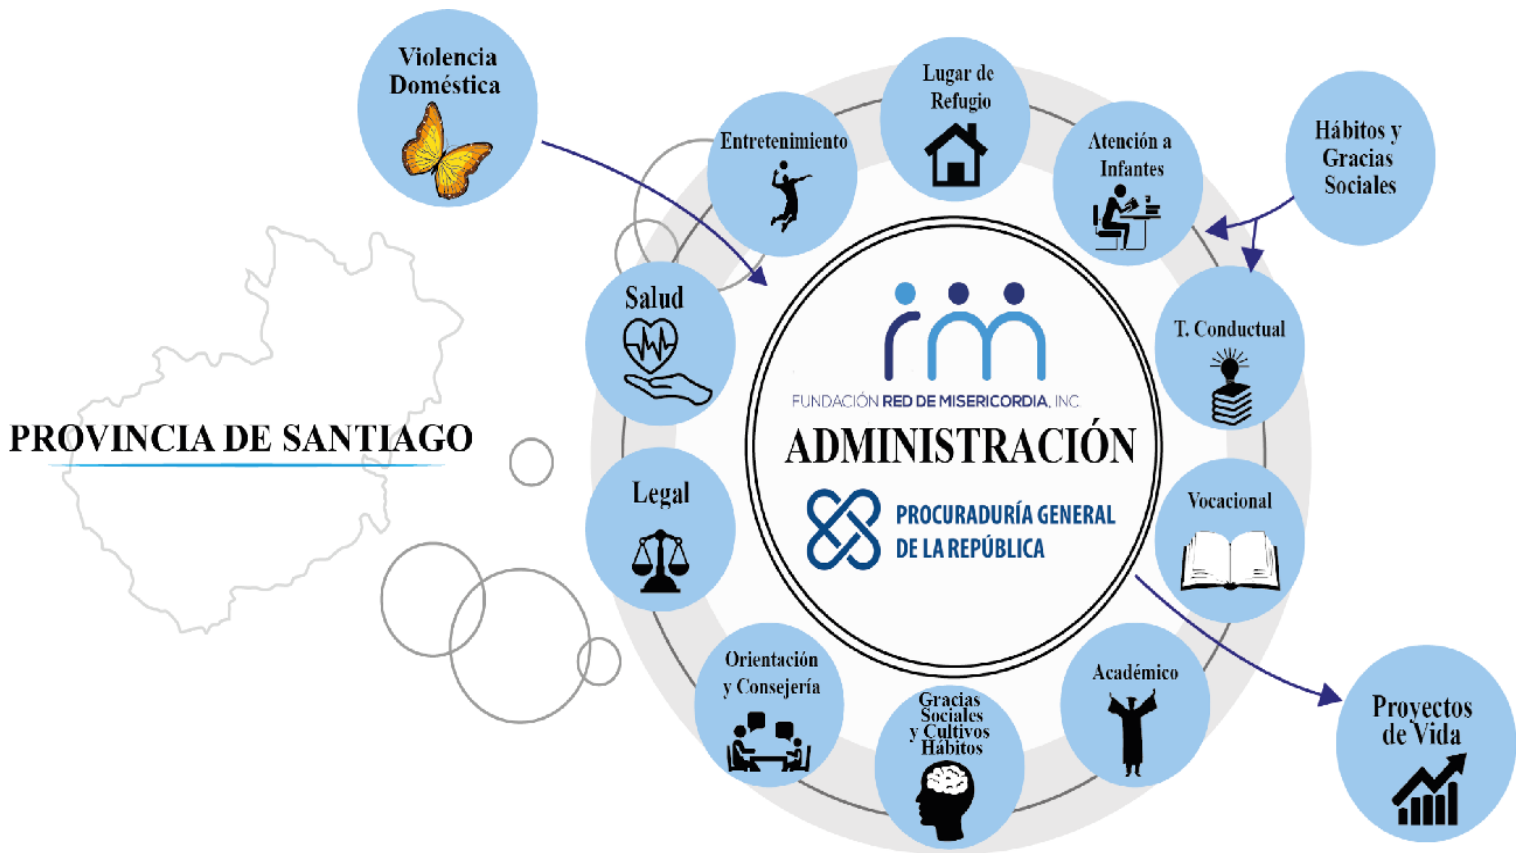 Violencia
Doméstica
Lugar de
Refugio
Entretenimiento
Atención a
Infantes
Hábitos y
Gracias
Sociales
Salud
T. Conductual
FUNDACIÓN RED DE MISERICORDIA, INC.
PROVINCIA DE SANTIAGO
ADMINISTRACIÓN
Legal
Vocacional
PROCURADURÍA GENERAL
DE LA REPÚBLICA
Orientación
y Consejería
Gracias
Sociales
y Cultivos
Hábitos
Académico
Proyectos
de Vida